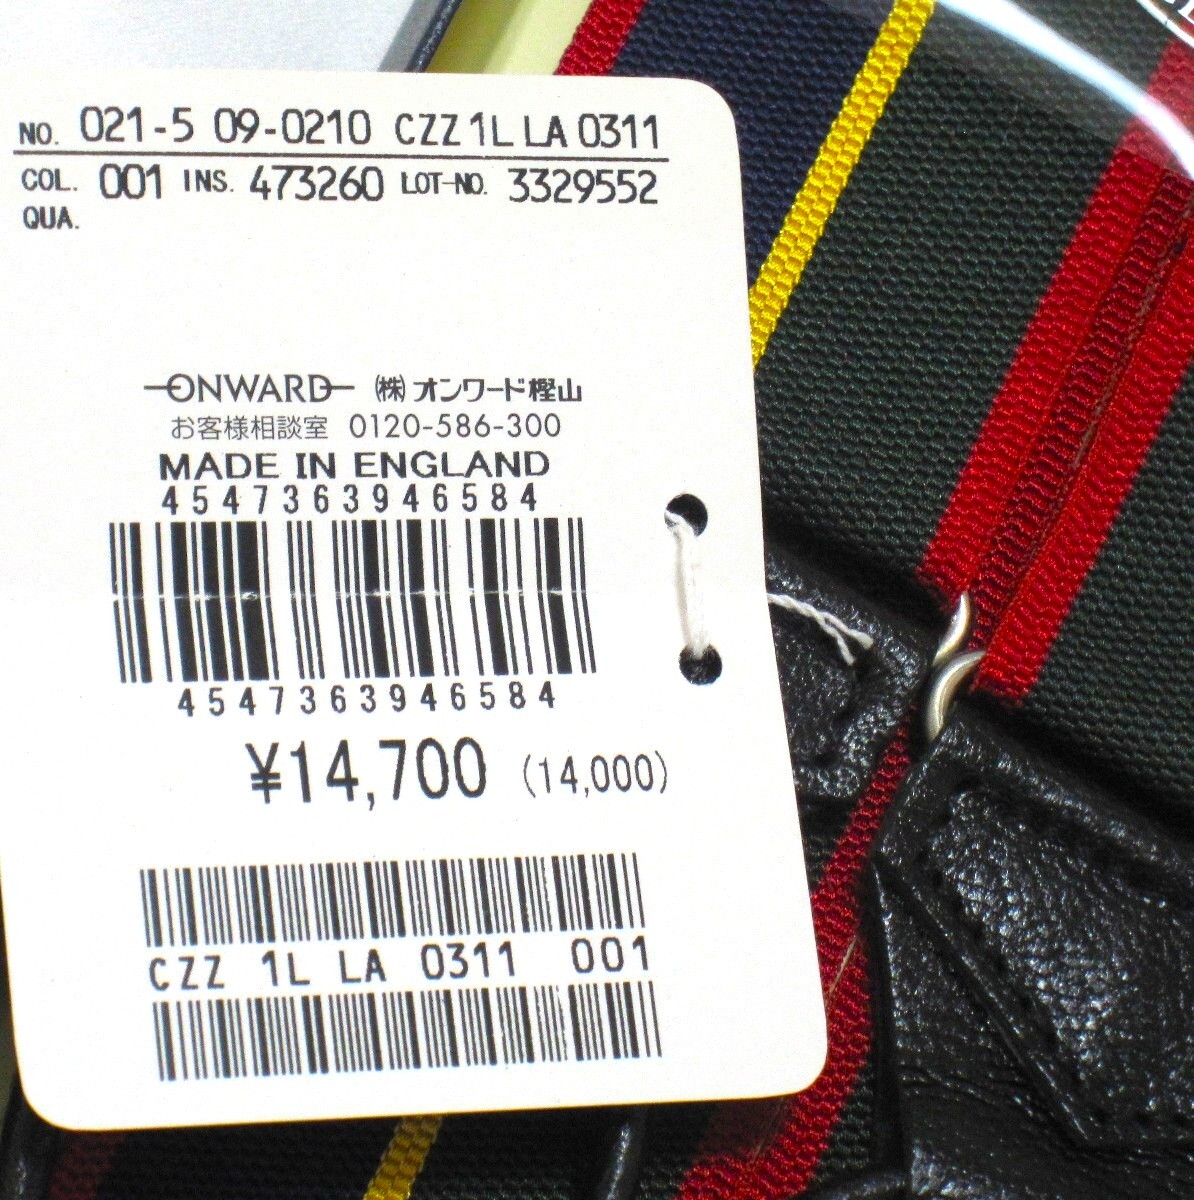 NO. 021-5 09-0210 CZZ 1L LA 0311
COL. 001 INS. 473260 LOT-NO. 3329552
QUA.
ONWARD ㈱オンワード樫山
お客様相談室 0120-586-300
MADE IN ENGLAND
4547363946584
4547363946584
¥14,700 (14,000)
CZZ 1L LA 0311 001